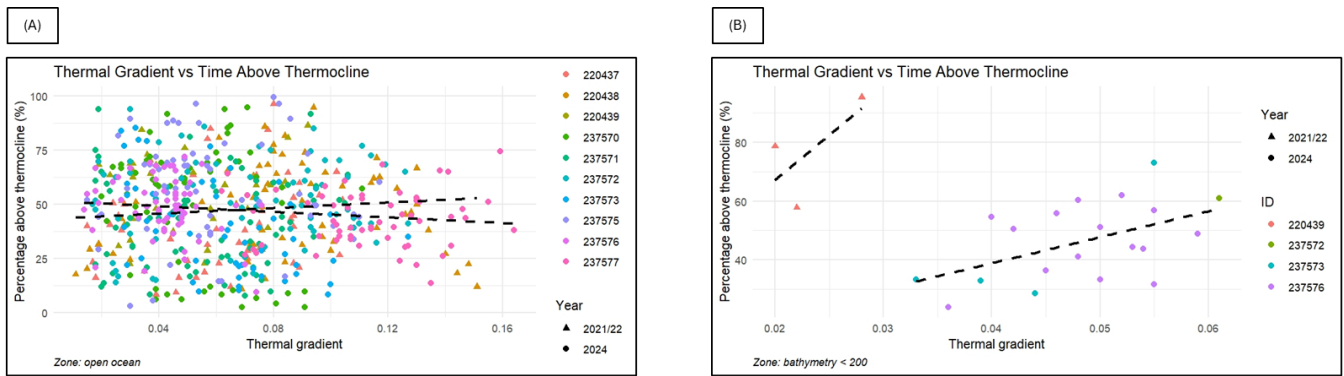 (A)
Thermal Gradient vs Time Above Thermocline
Percentage above thermocline (%)
100
75
50
25
0
0.04
0.08
0.12
0.16
Thermal gradient
Zone: open ocean
220437
220438
220439
237570
237571
237572
237573
237575
237576
237577
Year
2021/22
2024
(B)
Thermal Gradient vs Time Above Thermocline
Percentage above thermocline (%)
80
60
40
0.02
0.03
0.04
0.05
0.06
Thermal gradient
Zone: bathymetry < 200
Year
2021/22
2024
ID
220439
237572
237573
237576